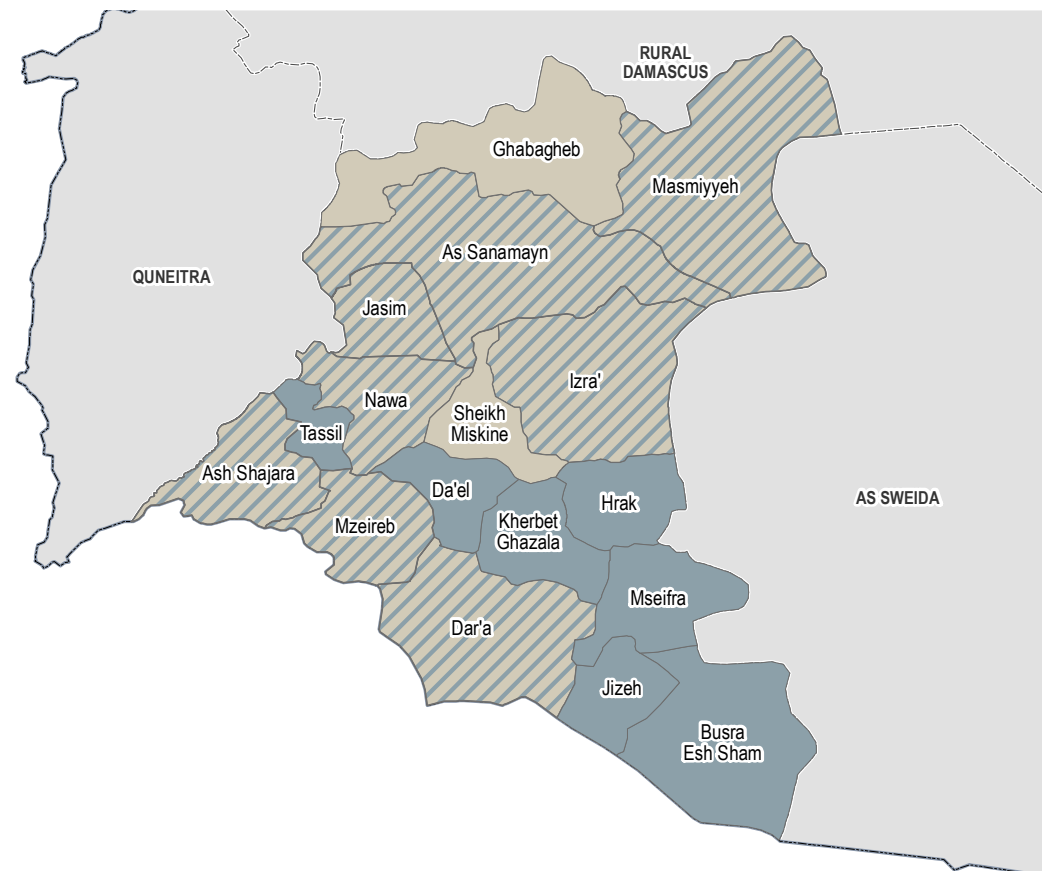 RURAL
DAMASCUS
Ghabagheb
Masmiyyeh
As Sanamayn
QUNEITRA
Jasim
Izra'
Nawa
Sheikh
Miskine
Tassil
Ash Shajara
Da'el
Hrak
AS SWEIDA
Kherbet
Ghazala
Mzeireb
Mseifra
Dar'a
Jizeh
Busra
Esh Sham